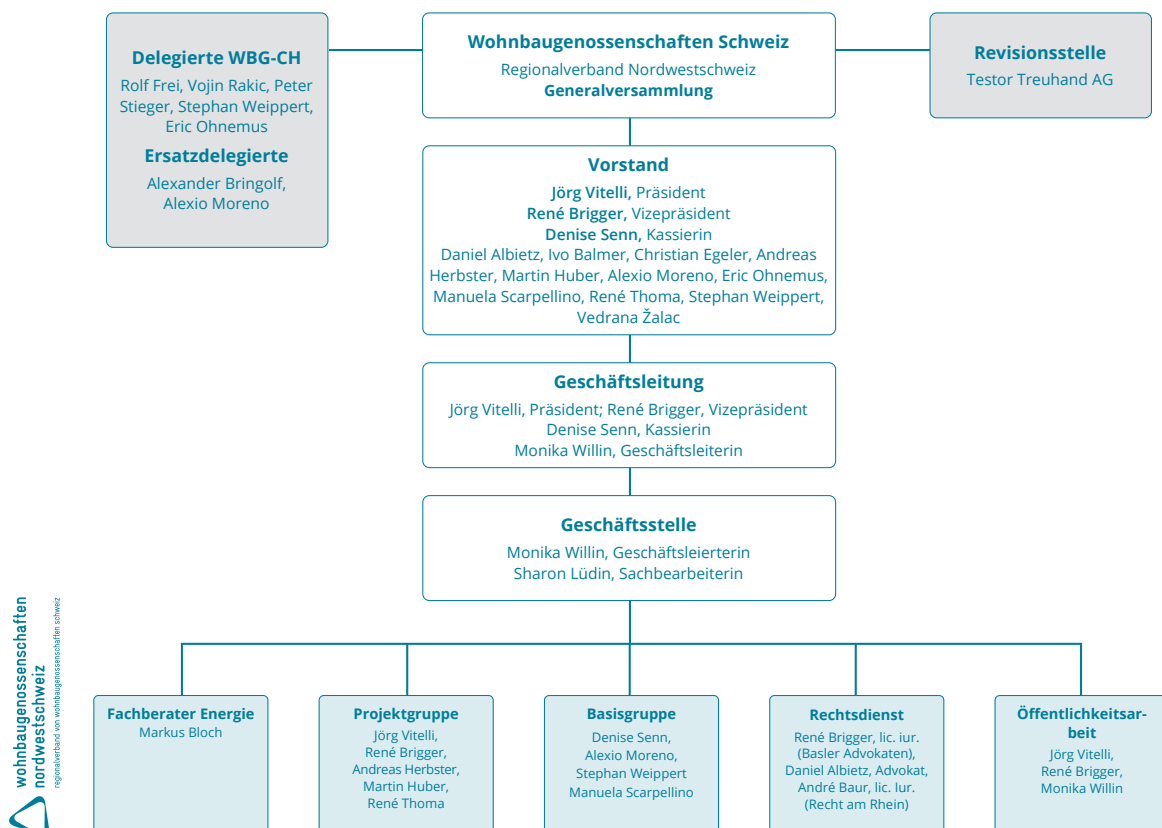 Delegierte WBG-CH
Rolf Frei, Vojin Rakic, Peter
Stieger, Stephan Weippert,
Eric Ohnemus
Ersatzdelegierte
Alexander Bringolf,
Alexio Moreno
Wohnbaugenossenschaften Schweiz
Regionalverband Nordwestschweiz
Generalversammlung
Revisionsstelle
Testor Treuhand AG
Vorstand
Jörg Vitelli, Präsident
René Brigger, Vizepräsident
Denise Senn, Kassierin
Daniel Albietz, Ivo Balmer, Christian Egeler, Andreas
Herbster, Martin Huber, Alexio Moreno, Eric Ohnemus,
Manuela Scarpellino, René Thoma, Stephan Weippert,
Vedrana Žalac
Geschäftsleitung
Jörg Vitelli, Präsident; René Brigger, Vizepräsident
Denise Senn, Kassierin
Monika Willin, Geschäftsleiterin
Geschäftsstelle
Monika Willin, Geschäftsleierterin
Sharon Lüdin, Sachbearbeiterin
Fachberater Energie
Markus Bloch
Projektgruppe
Jörg Vitelli,
René Brigger,
Andreas Herbster,
Martin Huber,
René Thoma
Basisgruppe
Denise Senn,
Alexio Moreno,
Stephan Weippert
Manuela Scarpellino
Rechtsdienst
René Brigger, lic. iur.
(Basler Advokaten),
Daniel Albietz, Advokat,
André Baur, lic. Iur.
(Recht am Rhein)
Öffentlichkeitsar-
beit
Jörg Vitelli,
René Brigger,
Monika Willin
wohnbaugenossenschaften
nordwestschweiz
regionalverband von wohnbaugenossenschaften schweiz